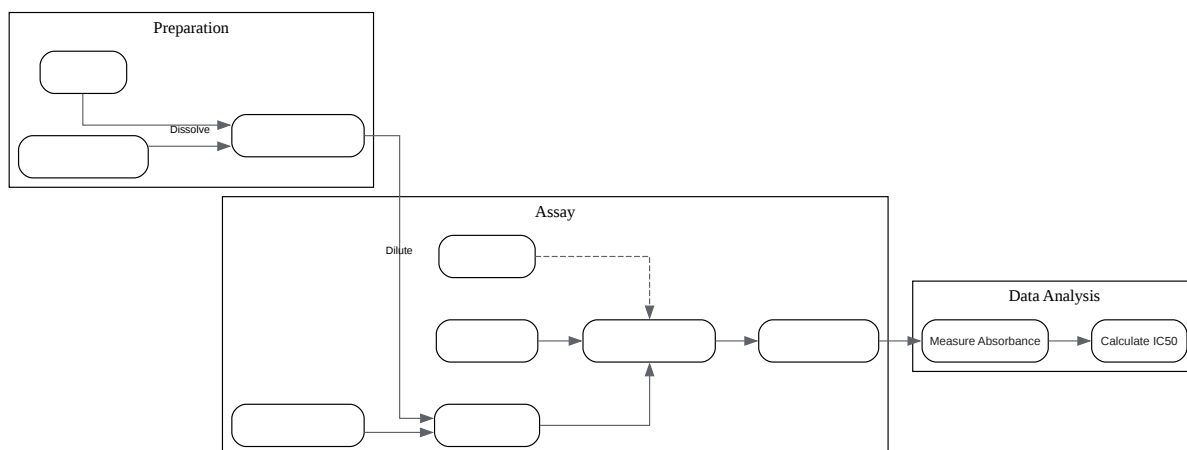 Preparation
Dissolve
Assay
Dilute
Data Analysis
Measure Absorbance
Calculate IC50